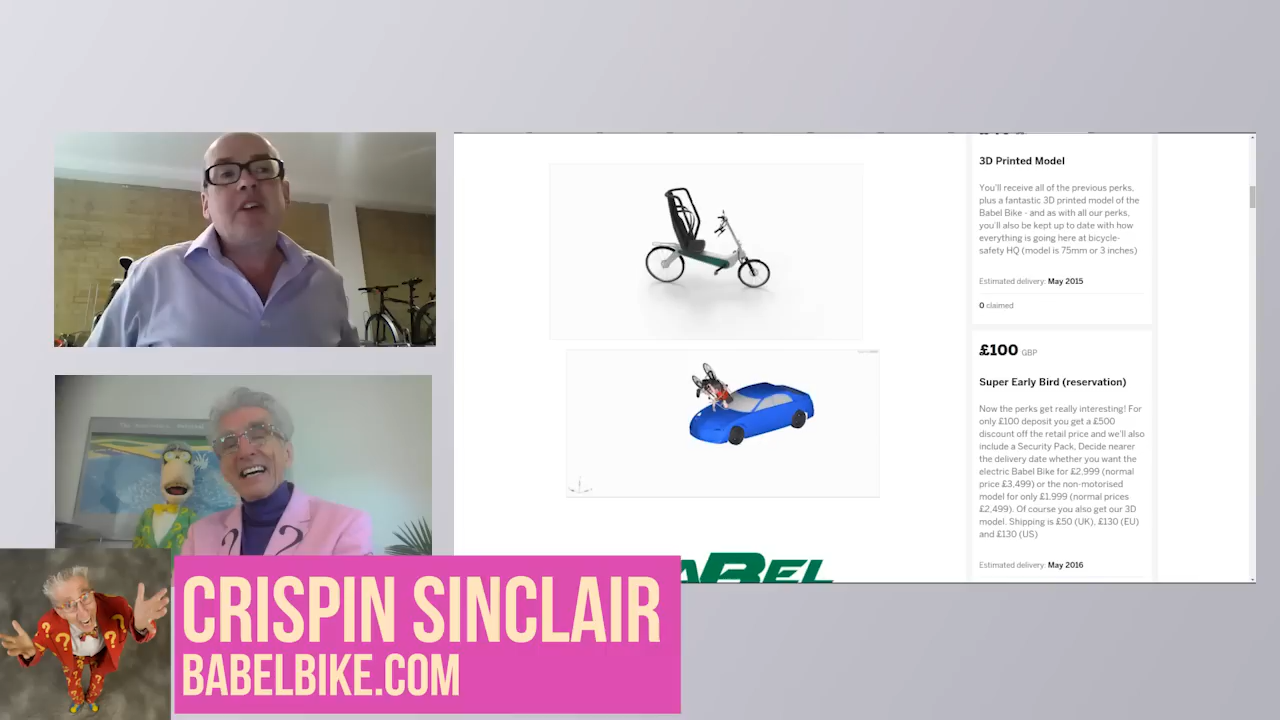 3D Printed Model
You'll receive all of the previous perks,
plus a fantastic 3D printed model of the
Babel Bike - and as with all our perks,
you'll also be kept up to date with how
everything is going here at bicycle-
safety HQ (model is 75mm or 3 inches)
Estimated delivery: May 2015
0 claimed
£100 GBP
Super Early Bird (reservation)
Now the perks get really interesting! For
only £100 deposit you get a £500
discount off the retail price and we'll also
include a Security Pack, Decide nearer
the delivery date whether you want the
electric Babel Bike for £2,999 (normal
price £3,499) or the non-motorised
model for only £1,999 (normal prices
£2,499). Of course you also get our 3D
model. Shipping is £50 (UK), £130 (EU)
and £130 (US)
Estimated delivery: May 2016
BABEL
CRISPIN SINCLAIR
BABELBIKE.COM